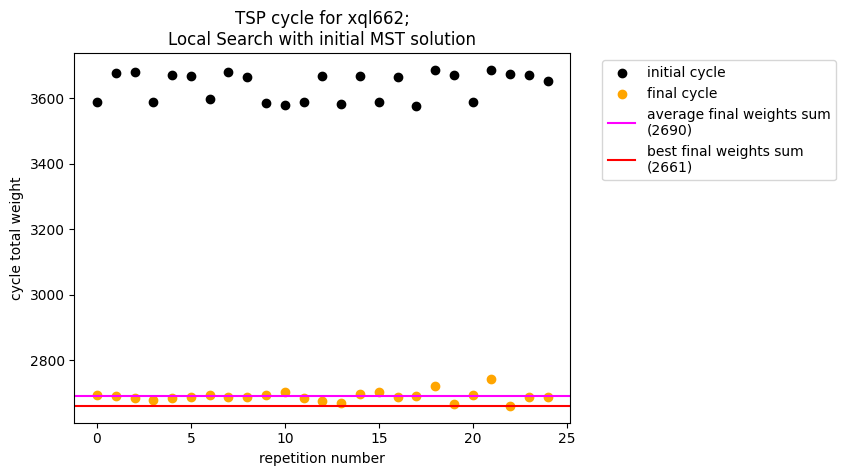 TSP cycle for xql662;
Local Search with initial MST solution
cycle total weight
3600
3400
3200
3000
2800
0
5
10
15
20
25
repetition number
initial cycle
final cycle
average final weights sum
(2690)
best final weights sum
(2661)